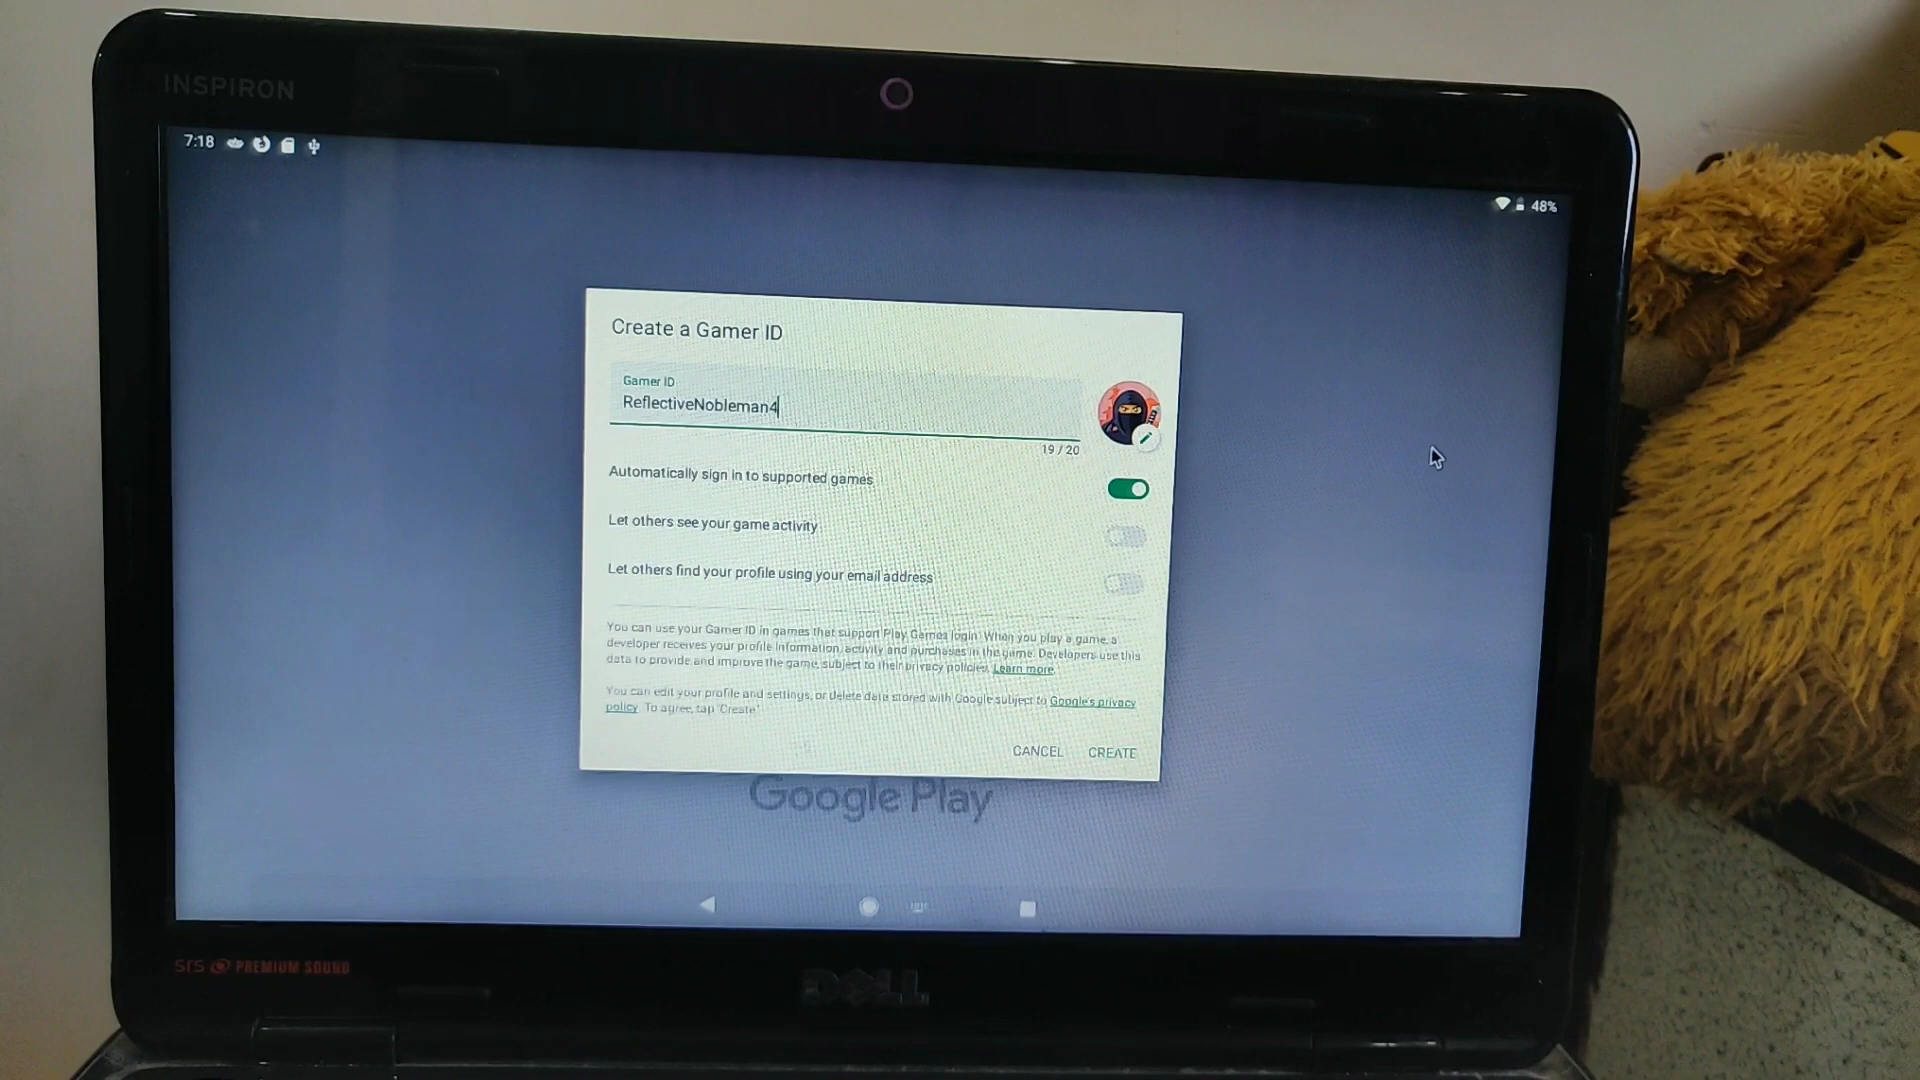 INSPIRON
7:18
48%
Create a Gamer ID
Gamer ID
ReflectiveNobleman4
19 / 20
Automatically sign in to supported games
Let others see your game activity
Let others find your profile using your email address
You can use your Gamer ID in games that support Play Games login. When you play a game, a
developer receives your profile information, activity and purchases in the game. Developers use this
data to provide and improve the game, subject to their privacy policies. Learn more.
You can edit your profile and settings, or delete data stored with Google subject to Google's privacy
policy. To agree, tap 'Create.'
CANCEL CREATE
Google Play
SRS PREMIUM SOUND
DELL